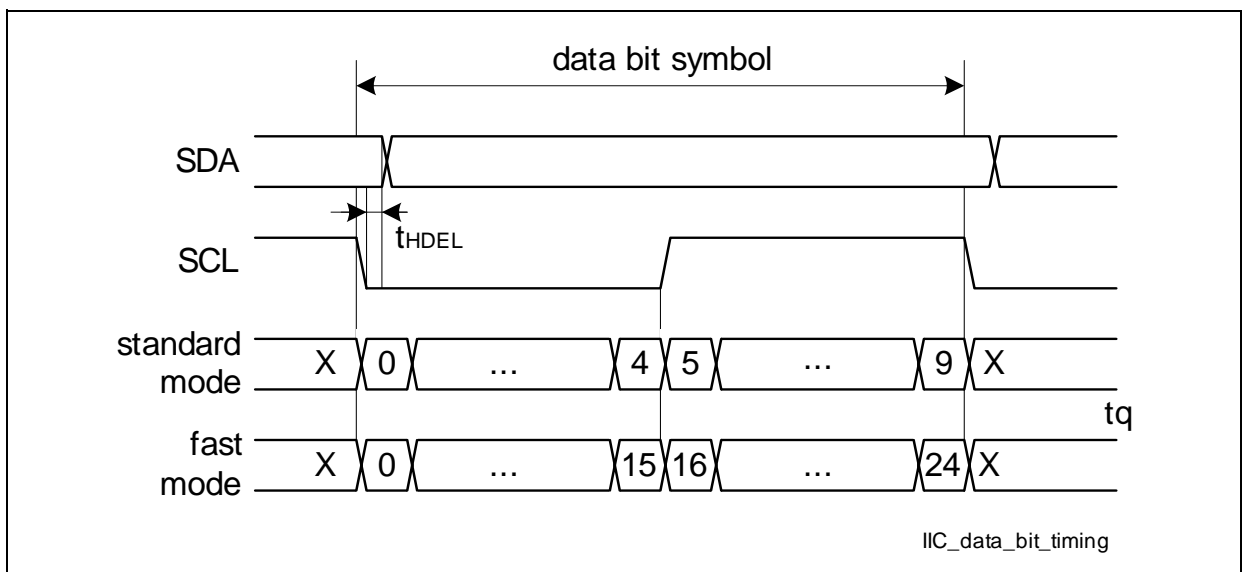 data bit symbol
SDA
tHDEL
SCL
standard mode X 0 ... 4 5 ... 9 X
tq
fast mode X 0 ... 15 16 ... 24 X
IIC_data_bit_timing